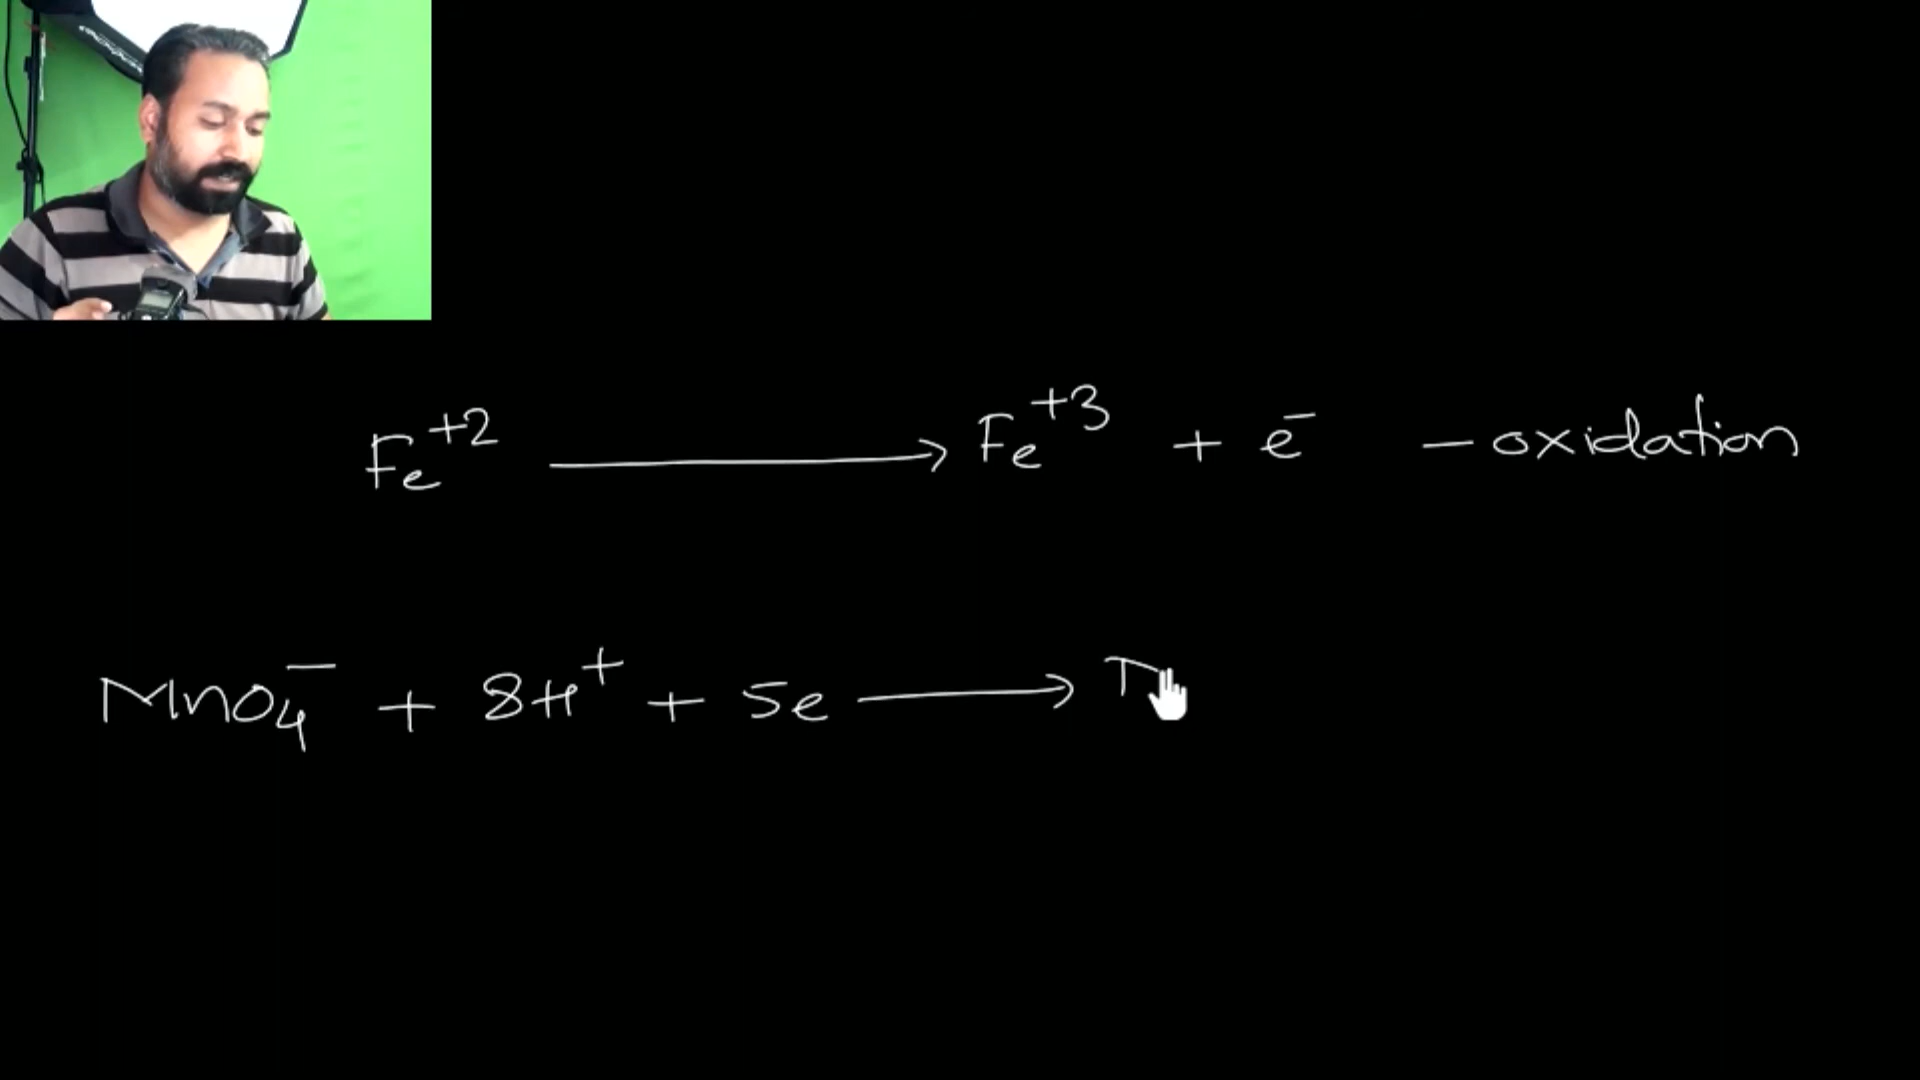 Fe⁺² ⟶ Fe⁺³ + e⁻ – oxidation
MnO₄⁻ + 8H⁺ + 5e ⟶